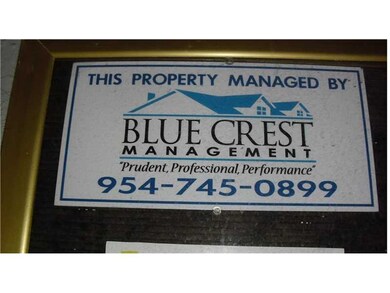 THIS PROPERTY MANAGED BY
BLUE CREST
MANAGEMENT
"Prudent, Professional, Performance"
954-745-0899